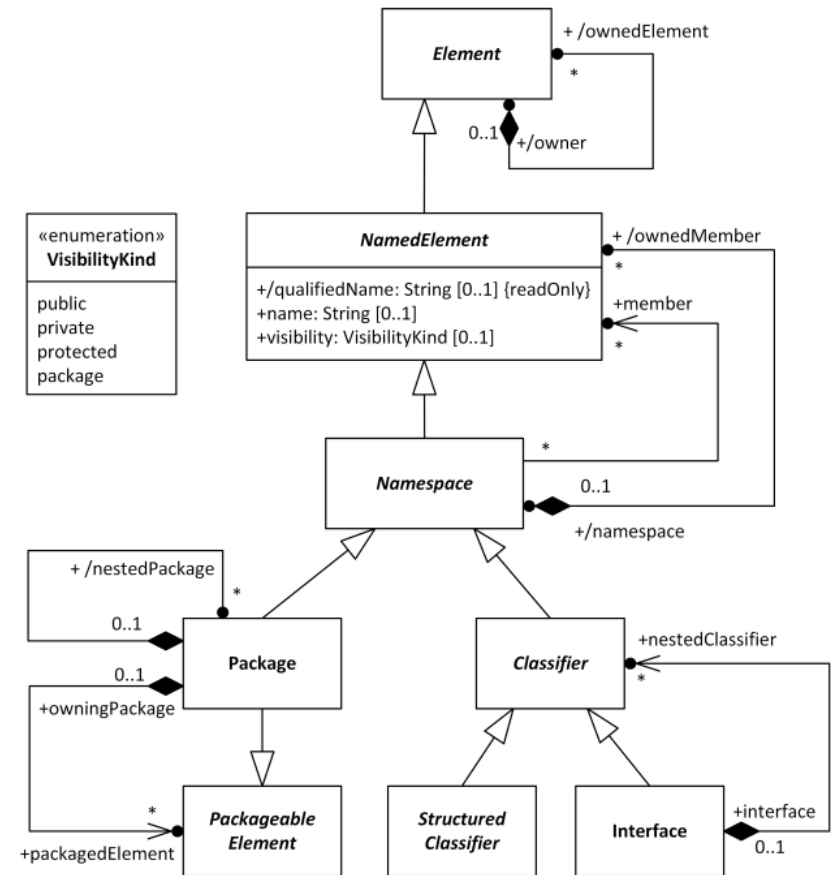 + /ownedElement
Element
*
0..1
+/owner
«enumeration»
VisibilityKind
public
private
protected
package
NamedElement
+/qualifiedName: String [0..1] {readOnly}
+name: String [0..1]
+visibility: VisibilityKind [0..1]
+ /ownedMember
*
+member
*
*
Namespace
0..1
+/namespace
+ /nestedPackage
*
0..1
Package
0..1
+owningPackage
Classifier
+nestedClassifier
*
*
+packagedElement
Packageable
Element
Structured
Classifier
Interface
+interface
0..1